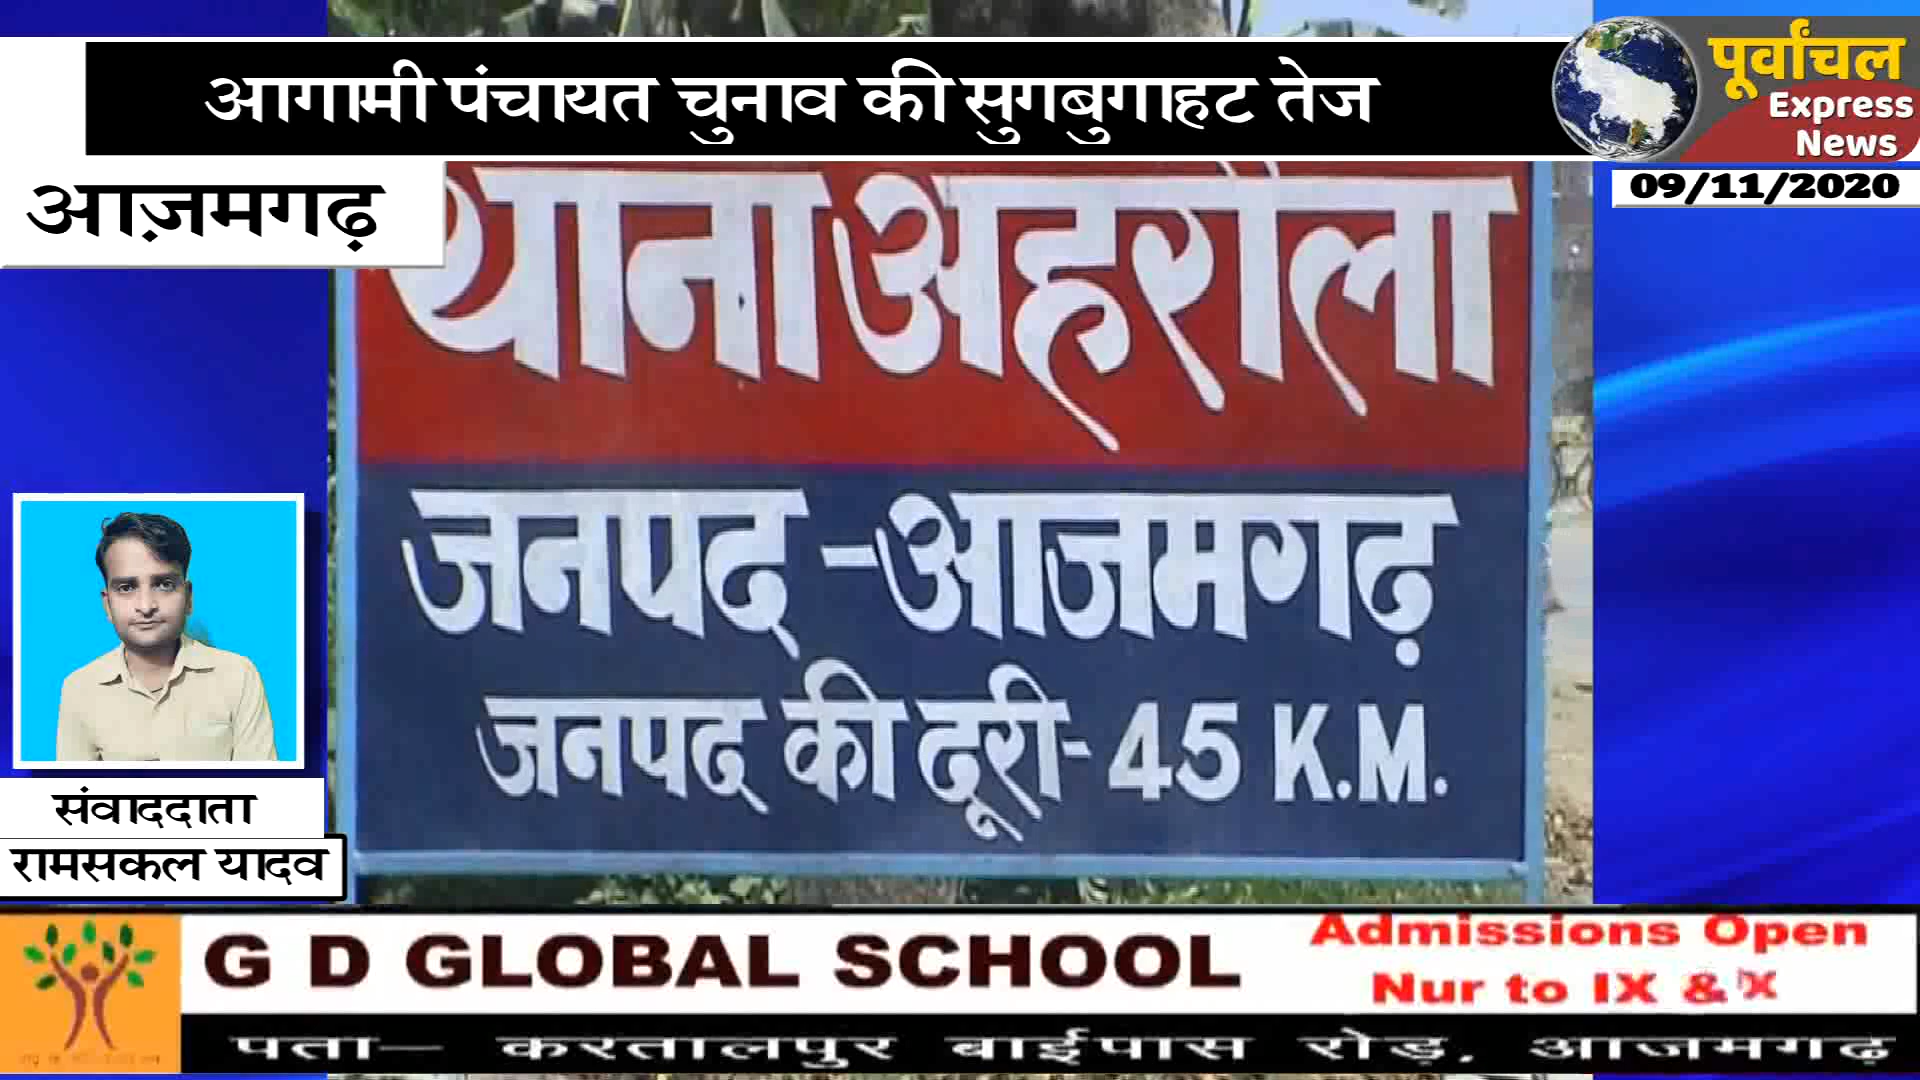 आगामी पंचायत चुनाव की सुगबुगाहट तेज
पूर्वांचल
Express
News
09/11/2020
आज़मगढ़
थाना अहरौला
जनपद - आजमगढ़
जनपद की दूरी - 45 K.M.
संवाददाता
रामसकल यादव
G D GLOBAL SCHOOL
Admissions Open
Nur to IX & X
पता— करतालपुर बाईपास रोड़, आजमगढ़